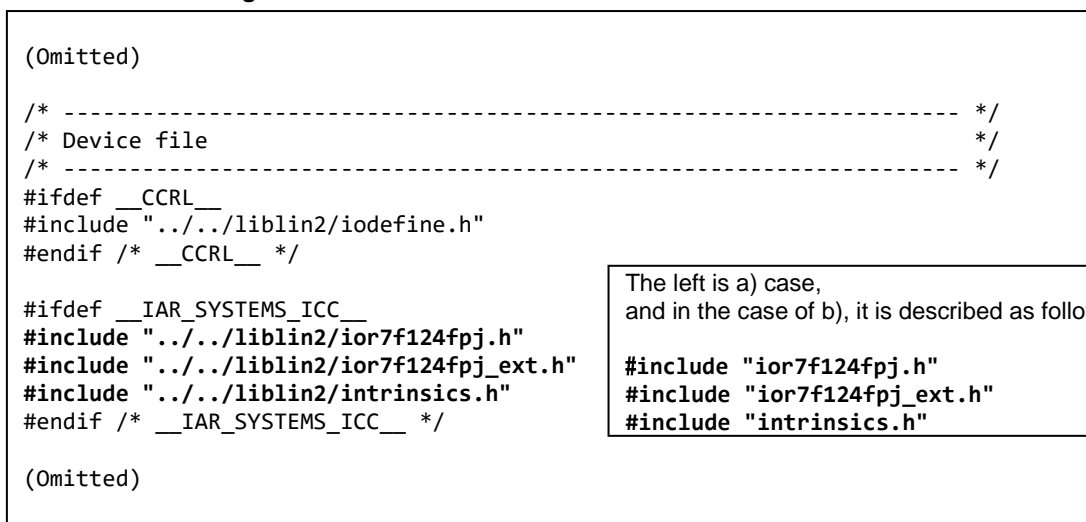 (Omitted)
/* -------------------------------------------------------------------- */
/* Device file */
/* -------------------------------------------------------------------- */
#ifdef __CCRL__
#include "../../liblin2/iodefine.h"
#endif /* __CCRL__ */
#ifdef __IAR_SYSTEMS_ICC__
#include "../../liblin2/ior7f124fpj.h"
#include "../../liblin2/ior7f124fpj_ext.h"
#include "../../liblin2/intrinsics.h"
#endif /* __IAR_SYSTEMS_ICC__ */
(Omitted)
The left is a) case,
and in the case of b), it is described as follo
#include "ior7f124fpj.h"
#include "ior7f124fpj_ext.h"
#include "intrinsics.h"